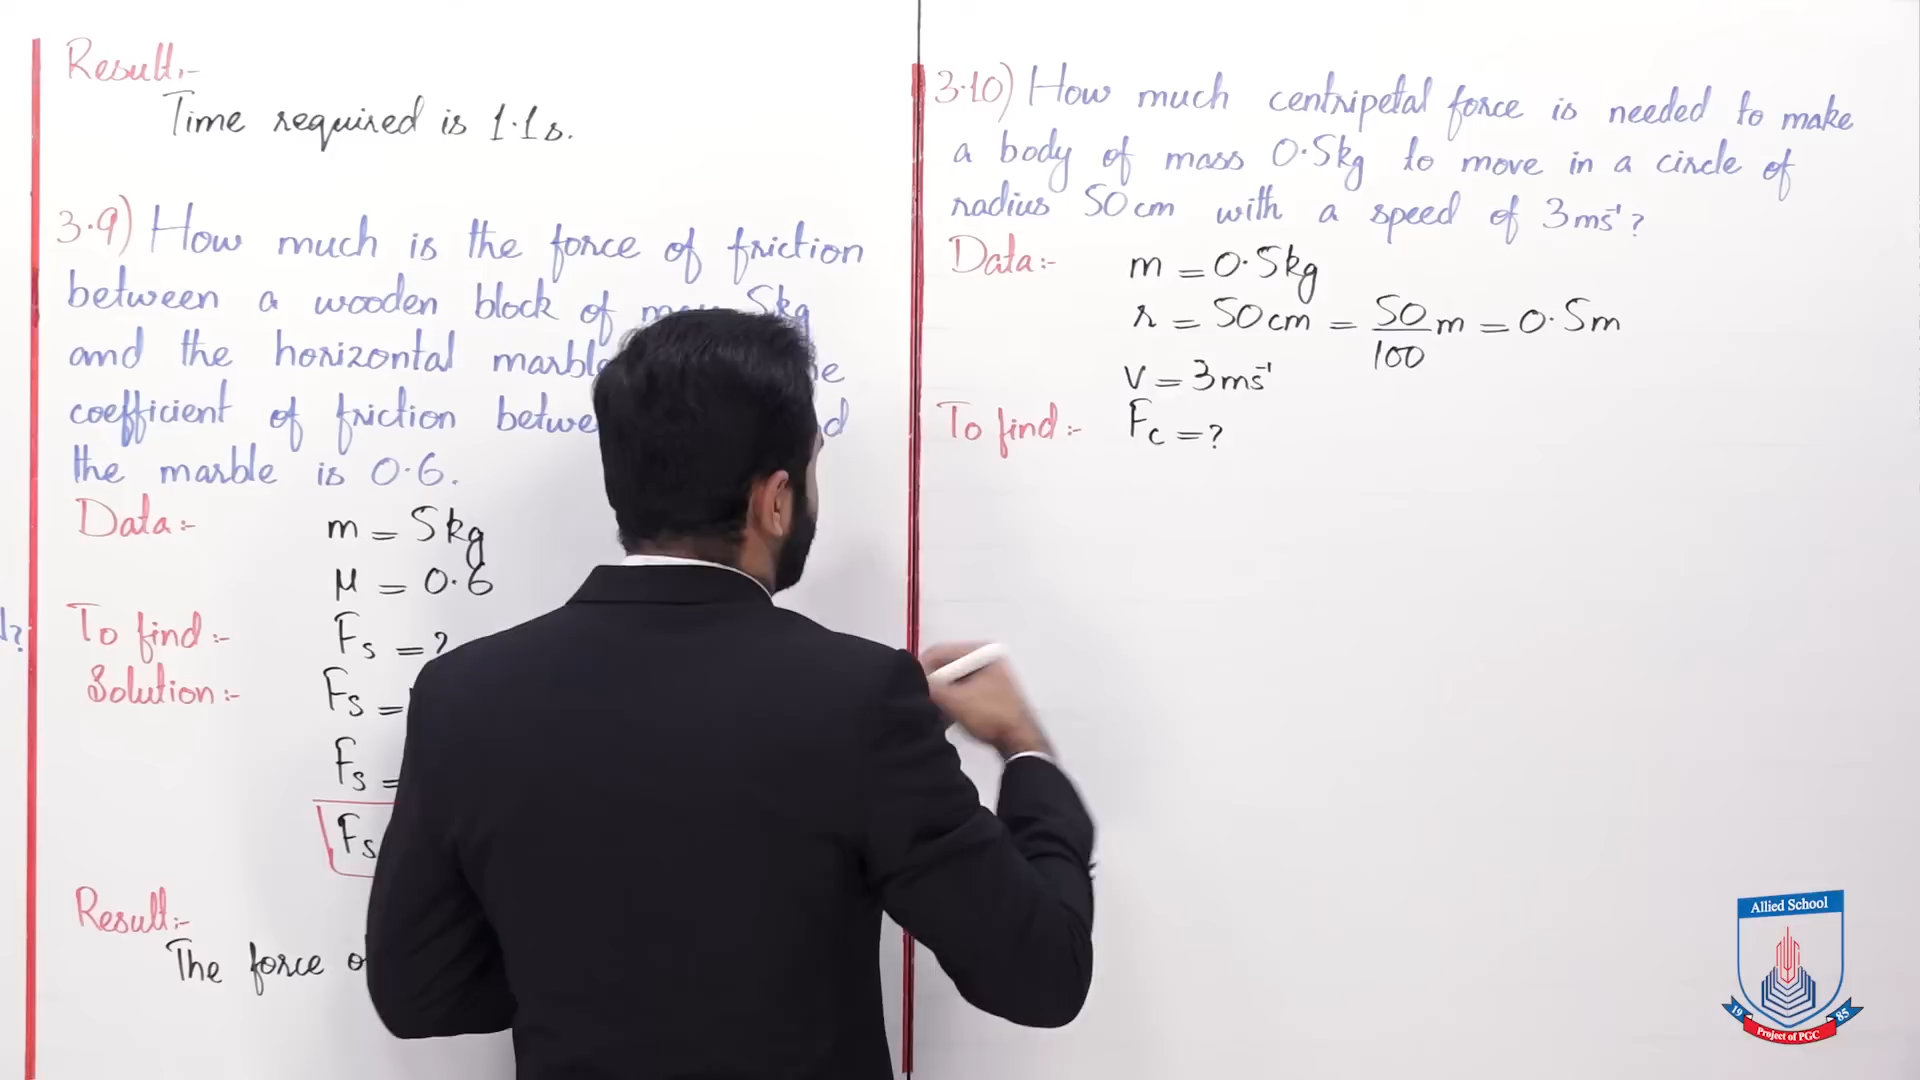 Result:-
Time required is 1.1s.
3.9) How much is the force of friction
between a wooden block of 5kg
and the horizontal marble
coefficient of friction
the marble is 0.6.
Data:- m = 5kg
μ = 0.6
To find:- Fs = ?
Solution:- Fs =
Fs =
Fs
Result:-
The force
3.10) How much centripetal force is needed to make
a body of mass 0.5kg to move in a circle of
radius 50cm with a speed of 3ms⁻¹?
Data:- m = 0.5kg
r = 50cm = 50/100 m = 0.5m
v = 3ms⁻¹
To find:- Fc = ?
Allied School
19 85
Project of PGC